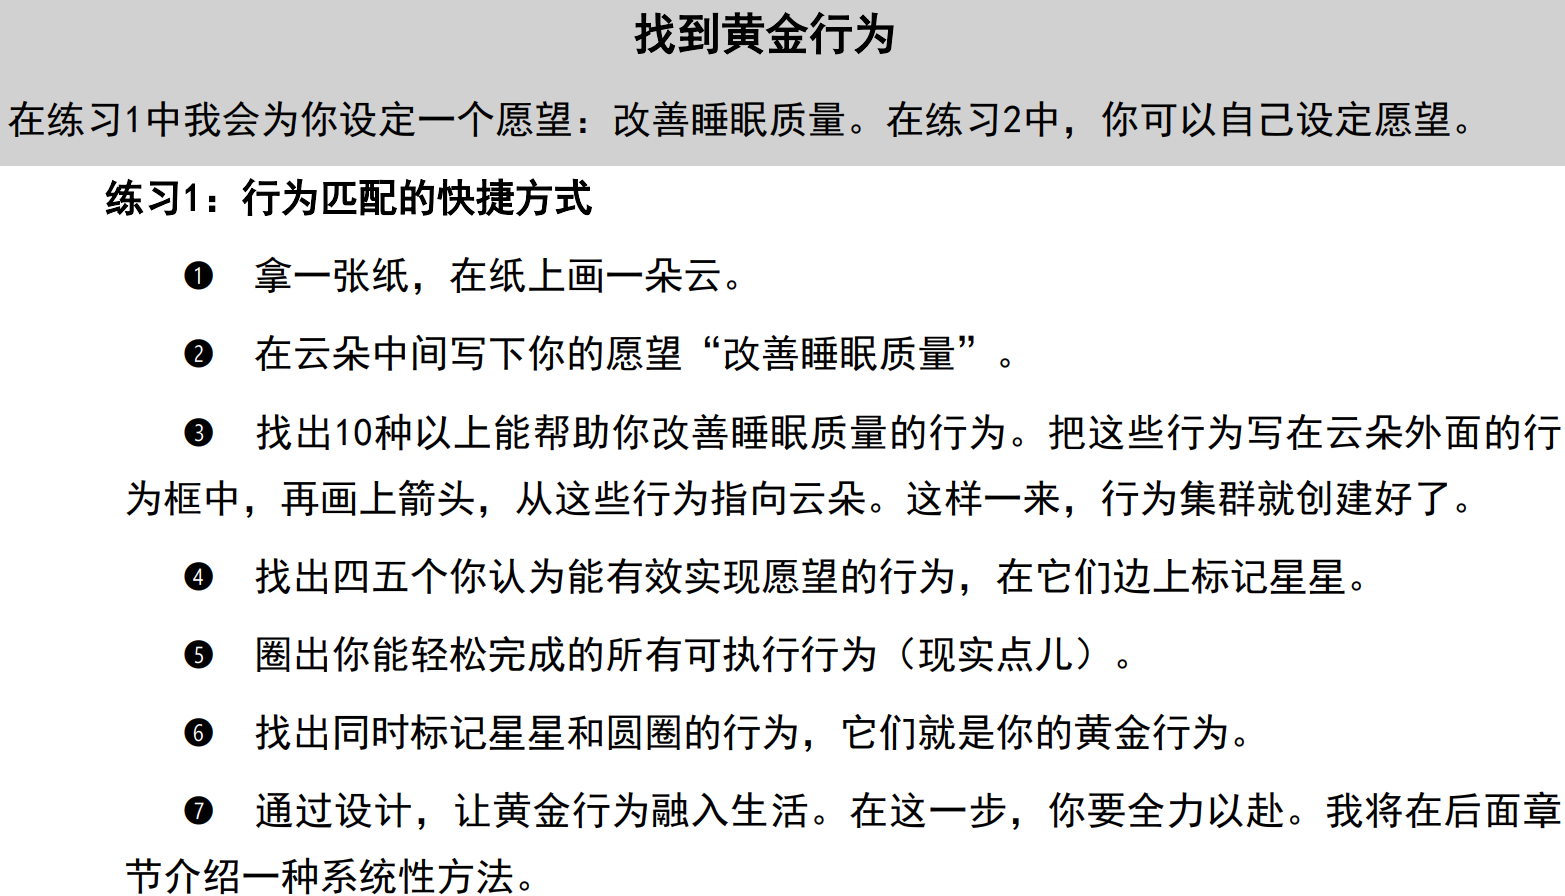 找到黄金行为
在练习1中我会为你设定一个愿望：改善睡眠质量。在练习2中，你可以自己设定愿望。
练习1：行为匹配的快捷方式
❶ 拿一张纸，在纸上画一朵云。
❷ 在云朵中间写下你的愿望“改善睡眠质量”。
❸ 找出10种以上能帮助你改善睡眠质量的行为。把这些行为写在云朵外面的行
为框中，再画上箭头，从这些行为指向云朵。这样一来，行为集群就创建好了。
❹ 找出四五个你认为能有效实现愿望的行为，在它们边上标记星星。
❺ 圈出你能轻松完成的所有可执行行为（现实点儿）。
❻ 找出同时标记星星和圆圈的行为，它们就是你的黄金行为。
❼ 通过设计，让黄金行为融入生活。在这一步，你要全力以赴。我将在后面章
节介绍一种系统性方法。